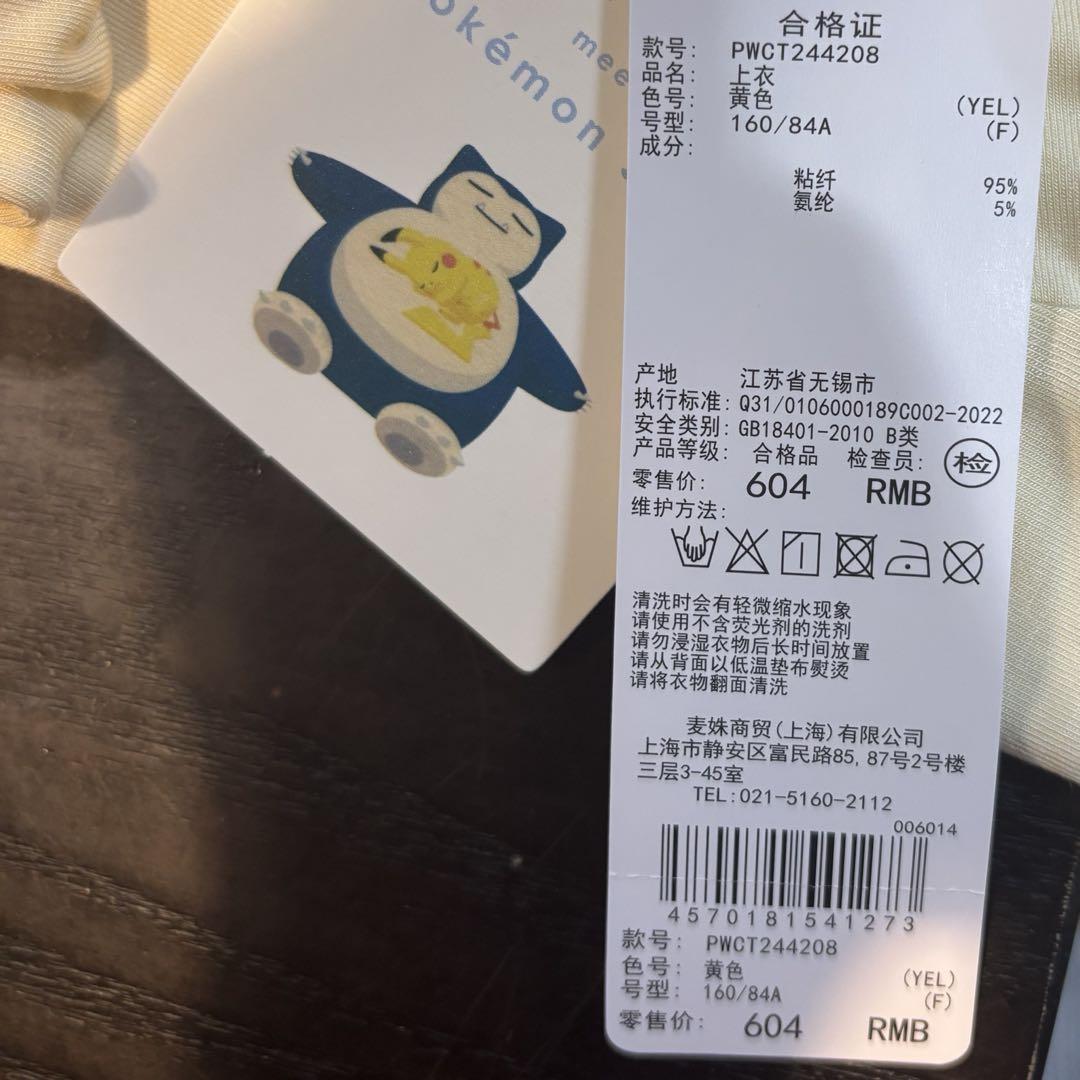 okémon
mee
合格证
款号: PWCT244208
品名: 上衣
色号: 黄色 (YEL)
号型: 160/84A (F)
成分:
粘纤 95%
氨纶 5%
产地 江苏省无锡市
执行标准: Q31/0106000189C002-2022
安全类别: GB18401-2010 B类
产品等级: 合格品 检查员: 检
零售价: 604 RMB
维护方法:
清洗时会有轻微缩水现象
请使用不含荧光剂的洗剂
请勿浸湿衣物后长时间放置
请从背面以低温垫布熨烫
请将衣物翻面清洗
麦姝商贸(上海)有限公司
上海市静安区富民路85,87号2号楼
三层3-45室
TEL:021-5160-2112
006014
4570181541273
款号: PWCT244208
色号: 黄色 (YEL)
号型: 160/84A (F)
零售价: 604 RMB